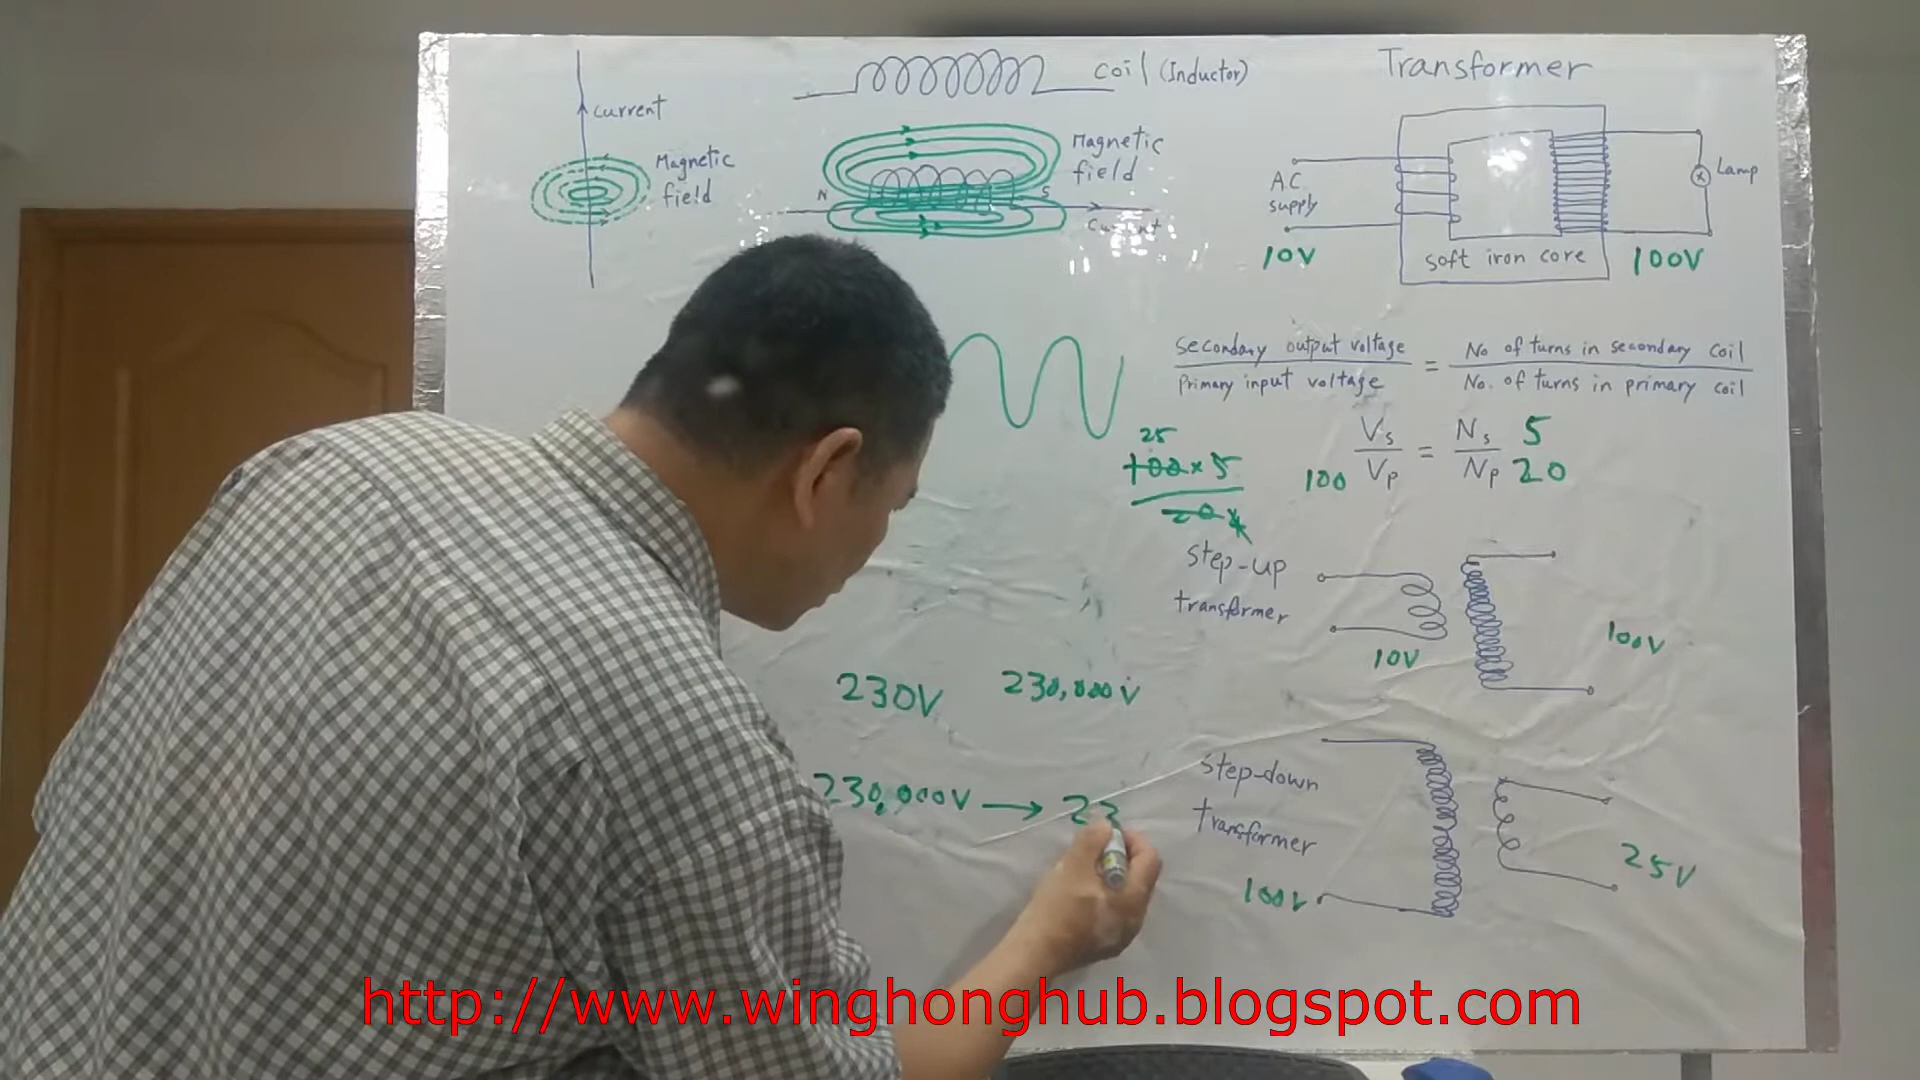 coil (Inductor)
Transformer
current
Magnetic
field
Magnetic
field
N
S
Current
A.C.
supply
10V
Lamp
soft iron core
100V
Secondary output voltage = No of turns in secondary coil
Primary input voltage No. of turns in primary coil
25
100 × 5
20
Vs = Ns 5
100 Vp Np 20
Step-up
transformer
10V
100V
230V 230,000V
230,000V → 23
Step-down
transformer
100V
25V
http://www.winghonghub.blogspot.com